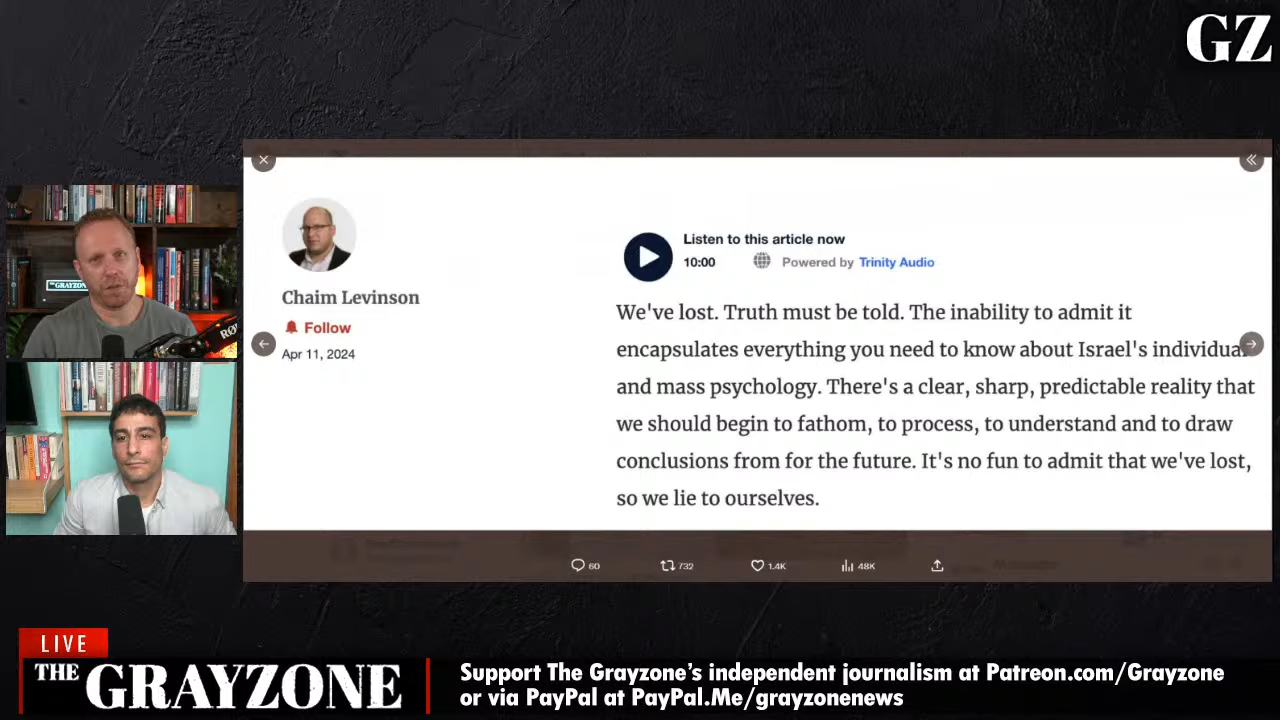 GZ
THE GRAYZONE
Chaim Levinson
Follow
Apr 11, 2024
Listen to this article now
10:00
Powered by Trinity Audio
We've lost. Truth must be told. The inability to admit it
encapsulates everything you need to know about Israel's individual
and mass psychology. There's a clear, sharp, predictable reality that
we should begin to fathom, to process, to understand and to draw
conclusions from for the future. It's no fun to admit that we've lost,
so we lie to ourselves.
60
732
1.4K
48K
LIVE
THE GRAYZONE
Support The Grayzone's independent journalism at Patreon.com/Grayzone
or via PayPal at PayPal.Me/grayzonenews